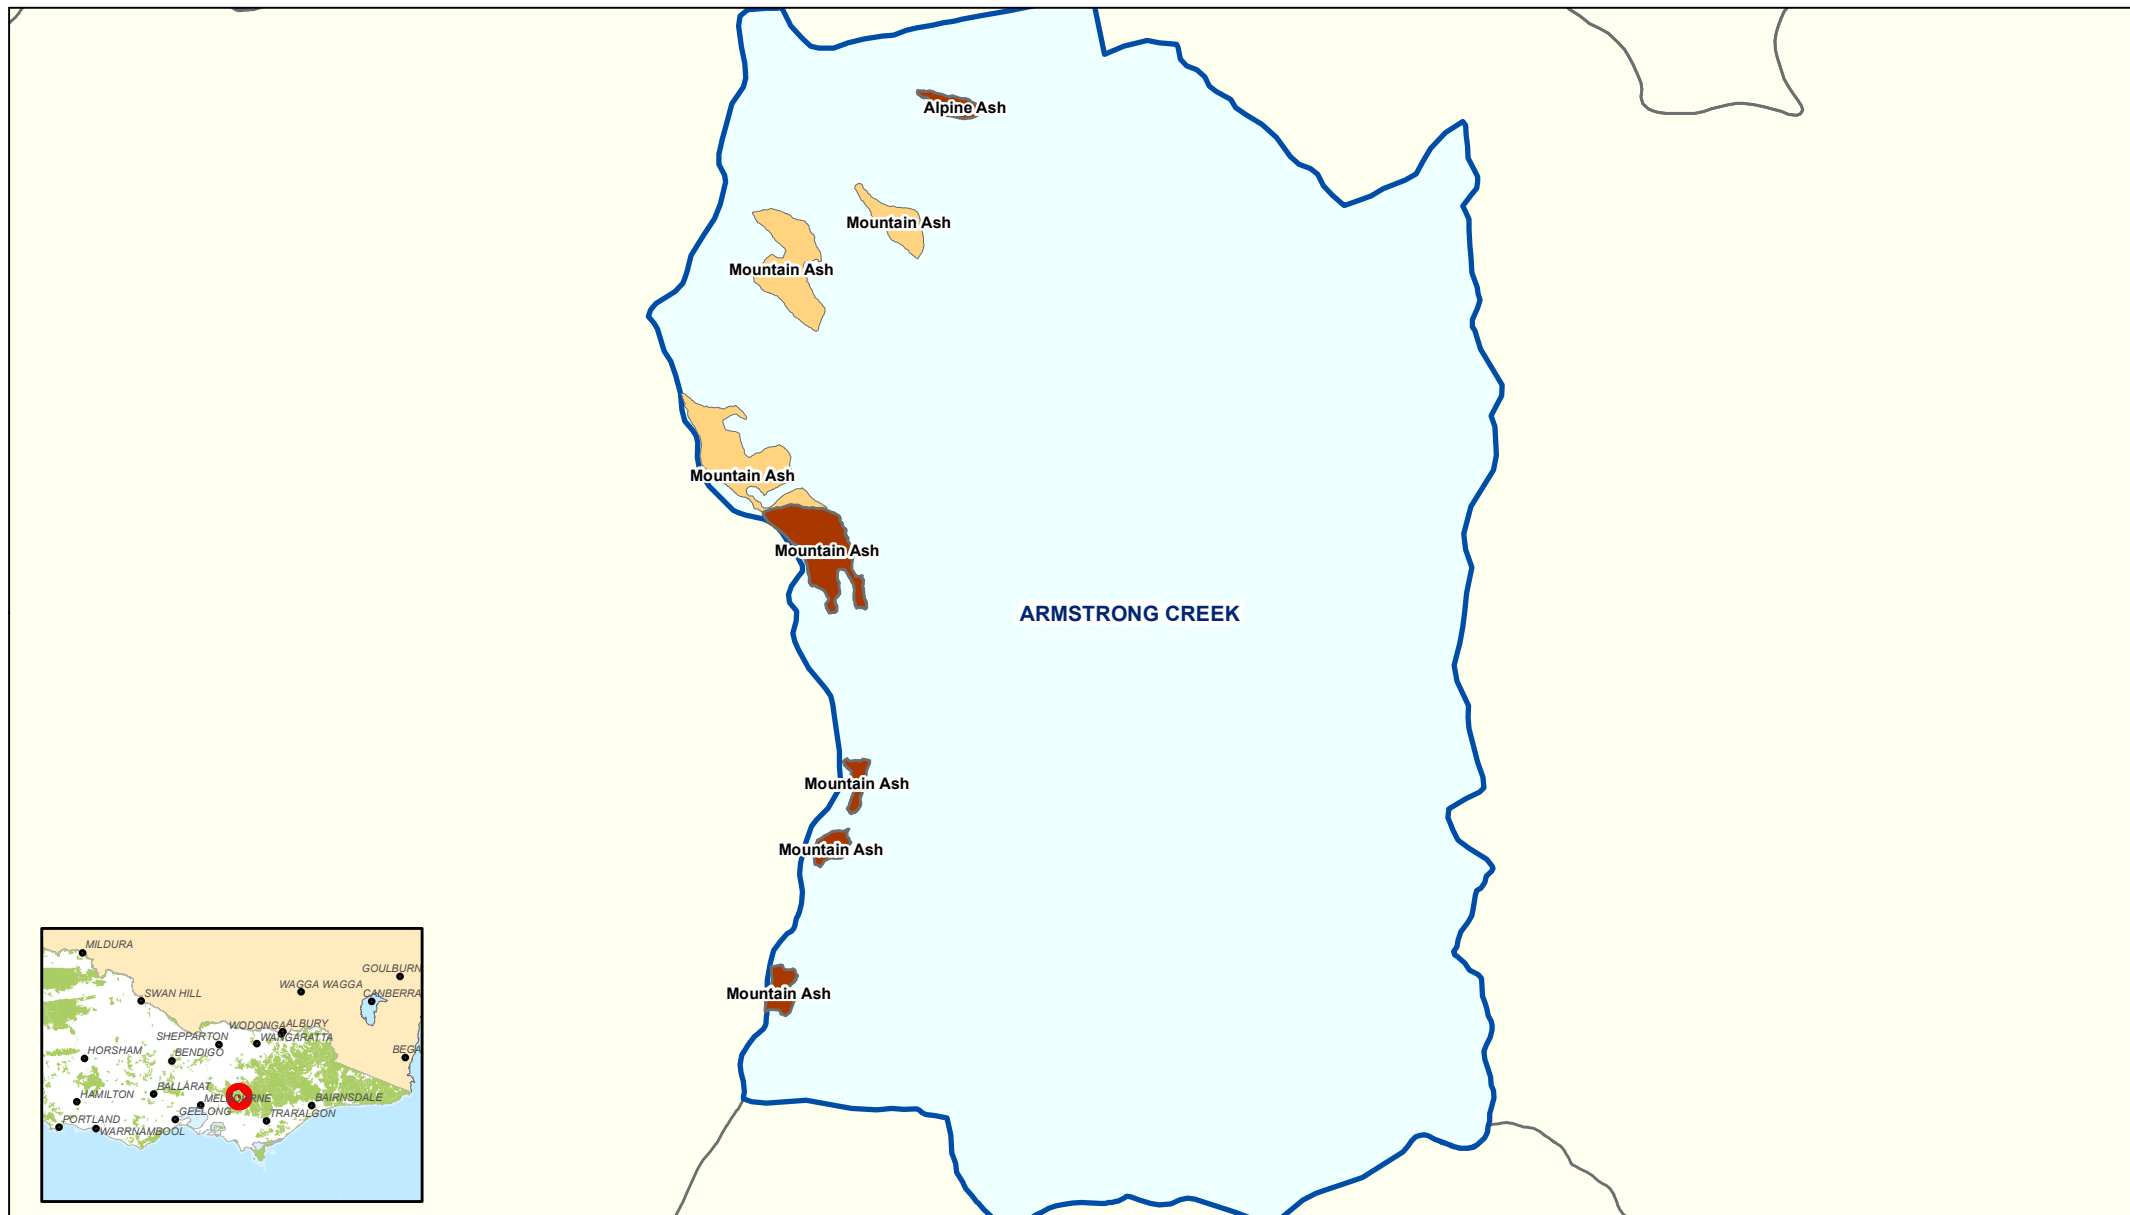 Alpine Ash
Mountain Ash
Mountain Ash
Mountain Ash
Mountain Ash
ARMSTRONG CREEK
Mountain Ash
Mountain Ash
Mountain Ash
MILDURA
GOULBURN
WAGGA WAGGA
SWAN HILL
CANBERRA
WODONGA
ALBURY
SHEPPARTON
WANGARATTA
HORSHAM
BENDIGO
BEGA
BALLARAT
HAMILTON
MELBOURNE
BAIRNSDALE
GEELONG
TRARALGON
PORTLAND
WARRNAMBOOL